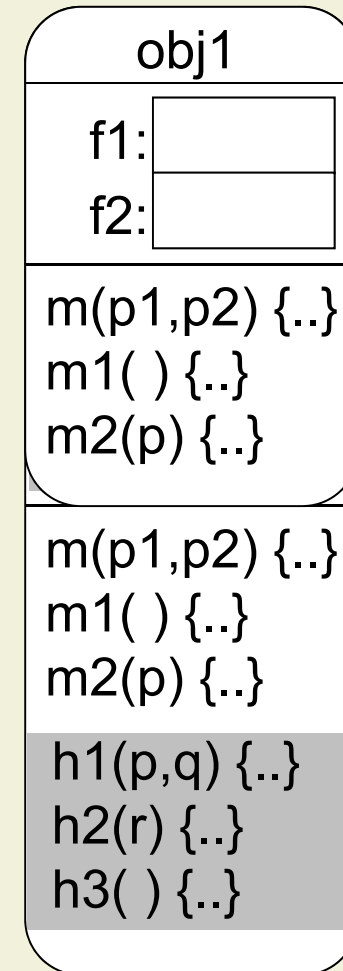 obj1
f1:
f2:
m(p1,p2) {..}
m1( ) {..}
m2(p) {..}
m(p1,p2) {..}
m1( ) {..}
m2(p) {..}
h1(p,q) {..}
h2(r) {..}
h3( ) {..}